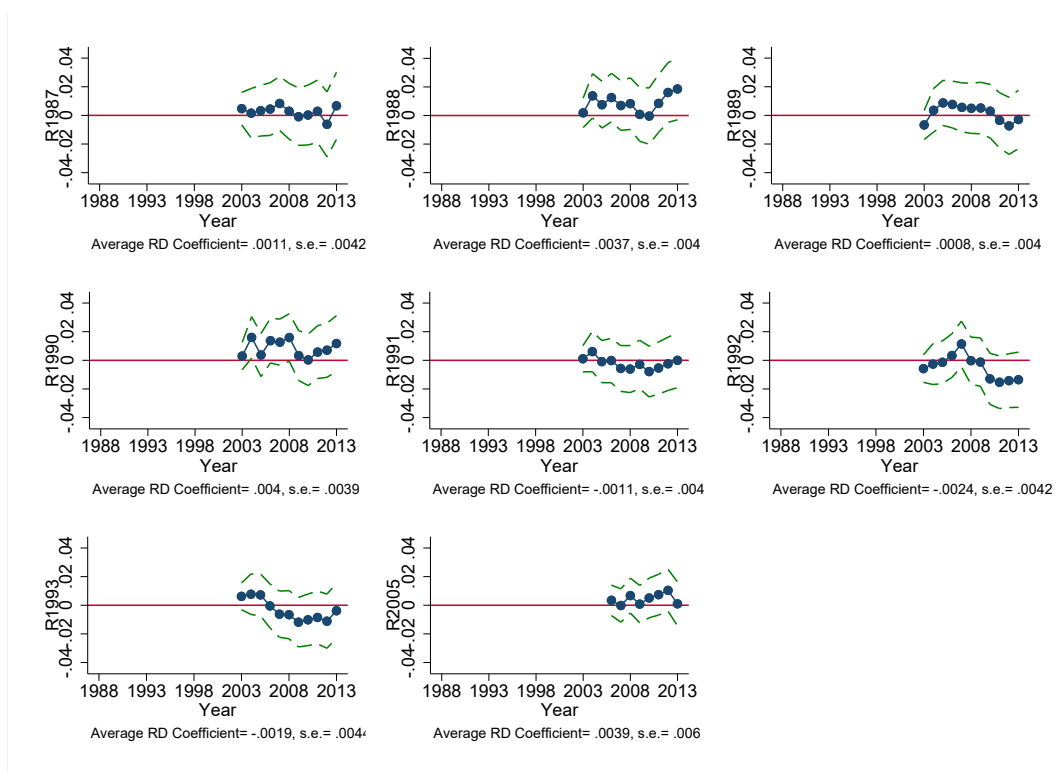 R1987
-.04 -.02 0 .02 .04
1988 1993 1998 2003 2008 2013
Year
Average RD Coefficient= .0011, s.e.= .0042
R1988
-.04 -.02 0 .02 .04
1988 1993 1998 2003 2008 2013
Year
Average RD Coefficient= .0037, s.e.= .004
R1989
-.04 -.02 0 .02 .04
1988 1993 1998 2003 2008 2013
Year
Average RD Coefficient= .0008, s.e.= .004
R1990
-.04 -.02 0 .02 .04
1988 1993 1998 2003 2008 2013
Year
Average RD Coefficient= .004, s.e.= .0039
R1991
-.04 -.02 0 .02 .04
1988 1993 1998 2003 2008 2013
Year
Average RD Coefficient= -.0011, s.e.= .004
R1992
-.04 -.02 0 .02 .04
1988 1993 1998 2003 2008 2013
Year
Average RD Coefficient= -.0024, s.e.= .0042
R1993
-.04 -.02 0 .02 .04
1988 1993 1998 2003 2008 2013
Year
Average RD Coefficient= -.0019, s.e.= .0044
R2005
-.04 -.02 0 .02 .04
1988 1993 1998 2003 2008 2013
Year
Average RD Coefficient= .0039, s.e.= .006